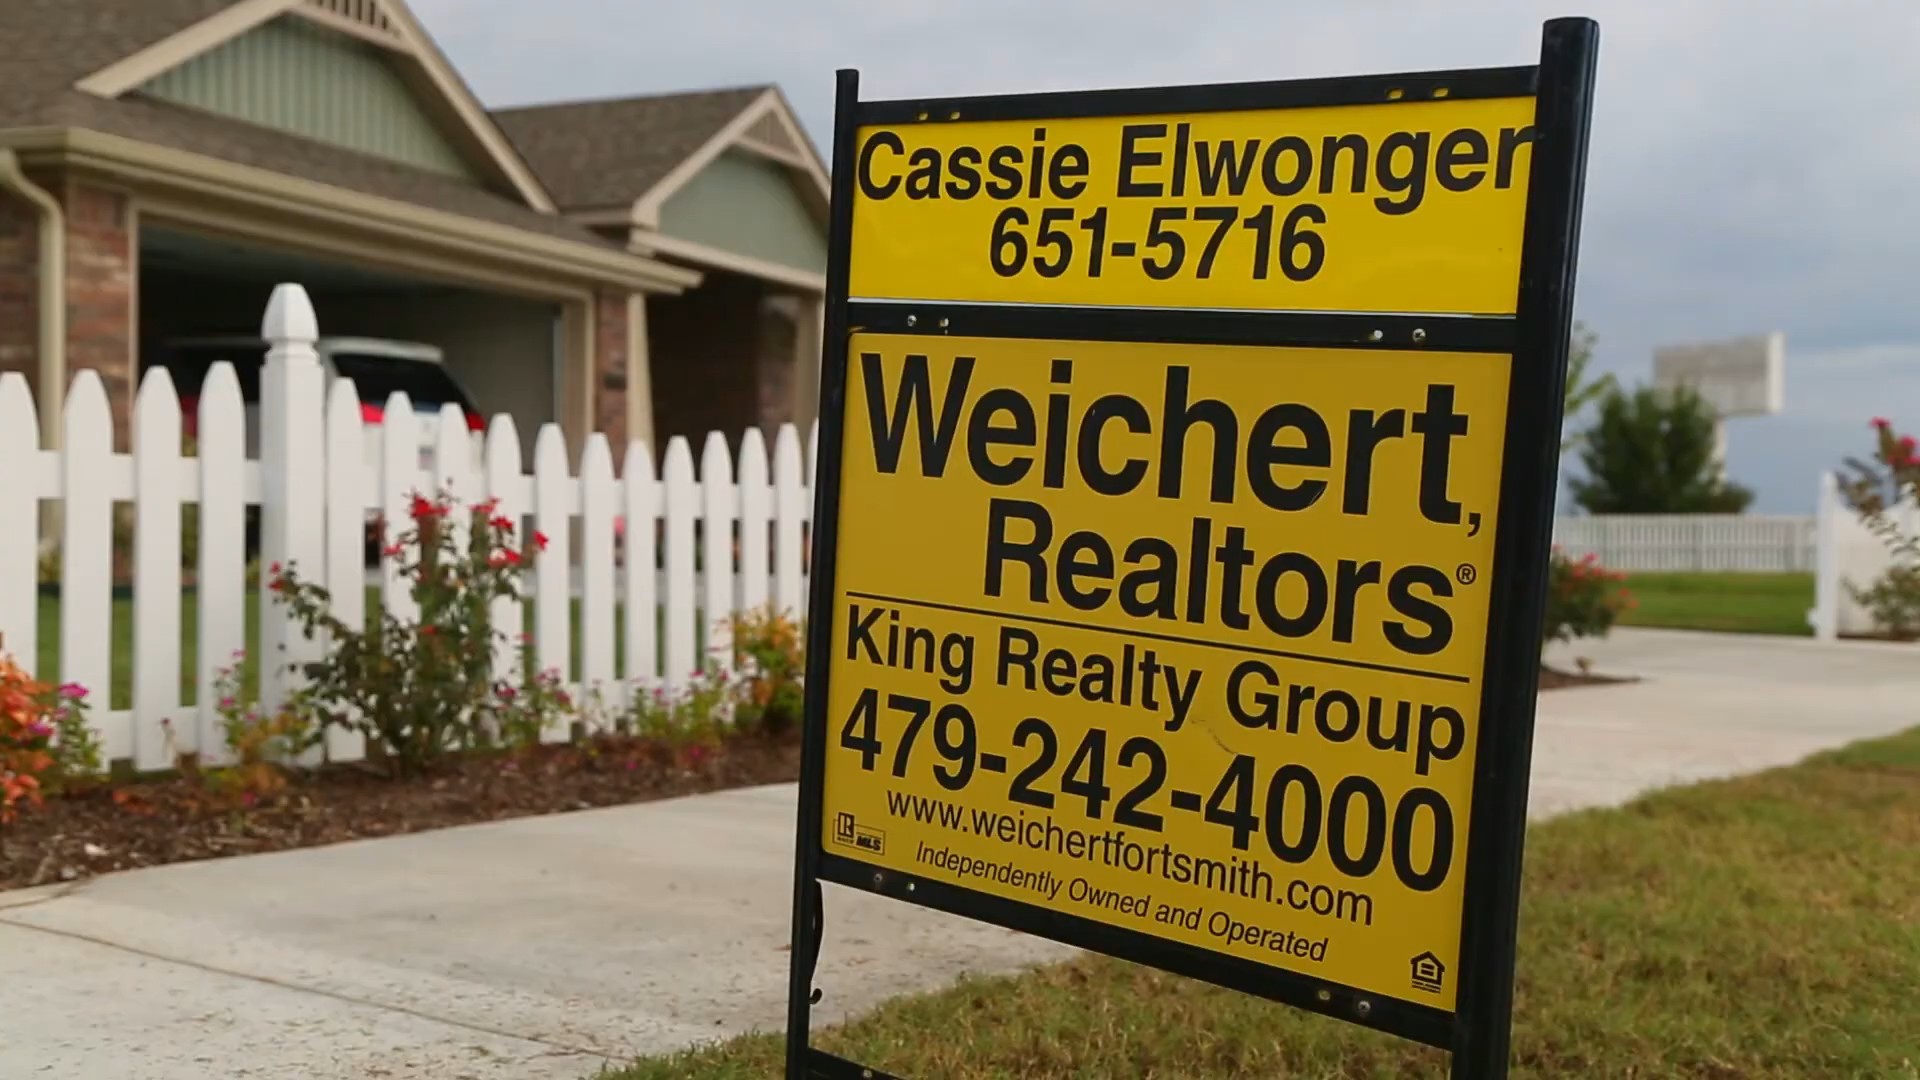 Cassie Elwonger
651-5716
Weichert,
Realtors®
King Realty Group
479-242-4000
www.weichertfortsmith.com
Independently Owned and Operated
R MLS